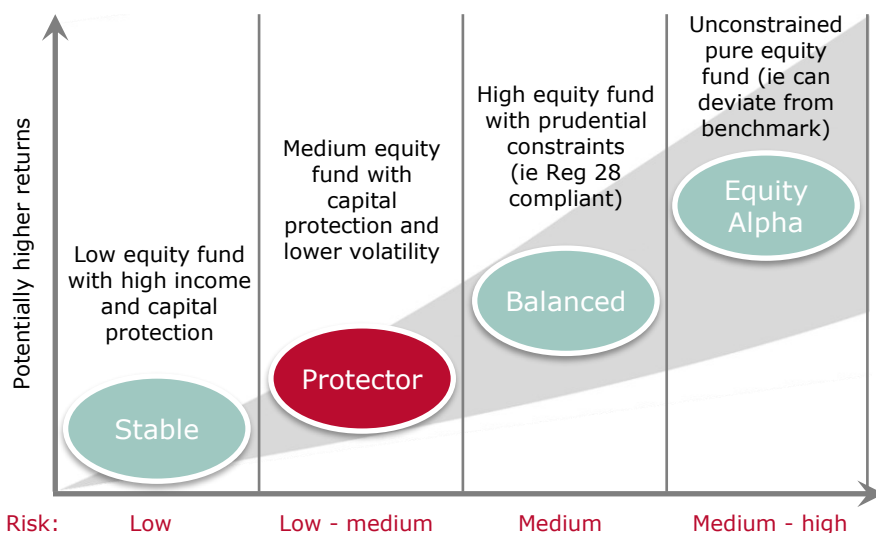 Potentially higher returns
Low equity fund
with high income
and capital
protection
Stable
Medium equity
fund with
capital
protection and
lower volatility
Protector
High equity fund
with prudential
constraints
(ie Reg 28
compliant)
Balanced
Unconstrained
pure equity
fund (ie can
deviate from
benchmark)
Equity
Alpha
Risk: Low Low - medium Medium Medium - high